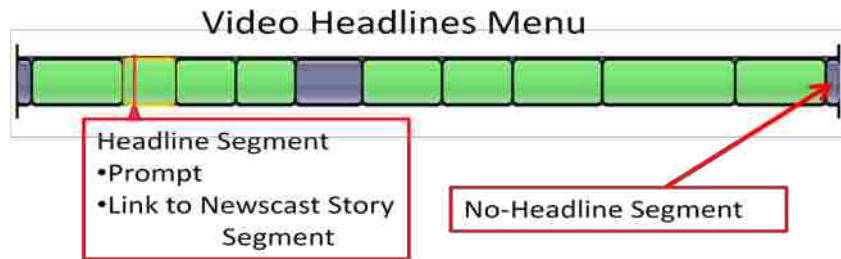 Video Headlines Menu
Headline Segment
•Prompt
•Link to Newscast Story
Segment
No-Headline Segment